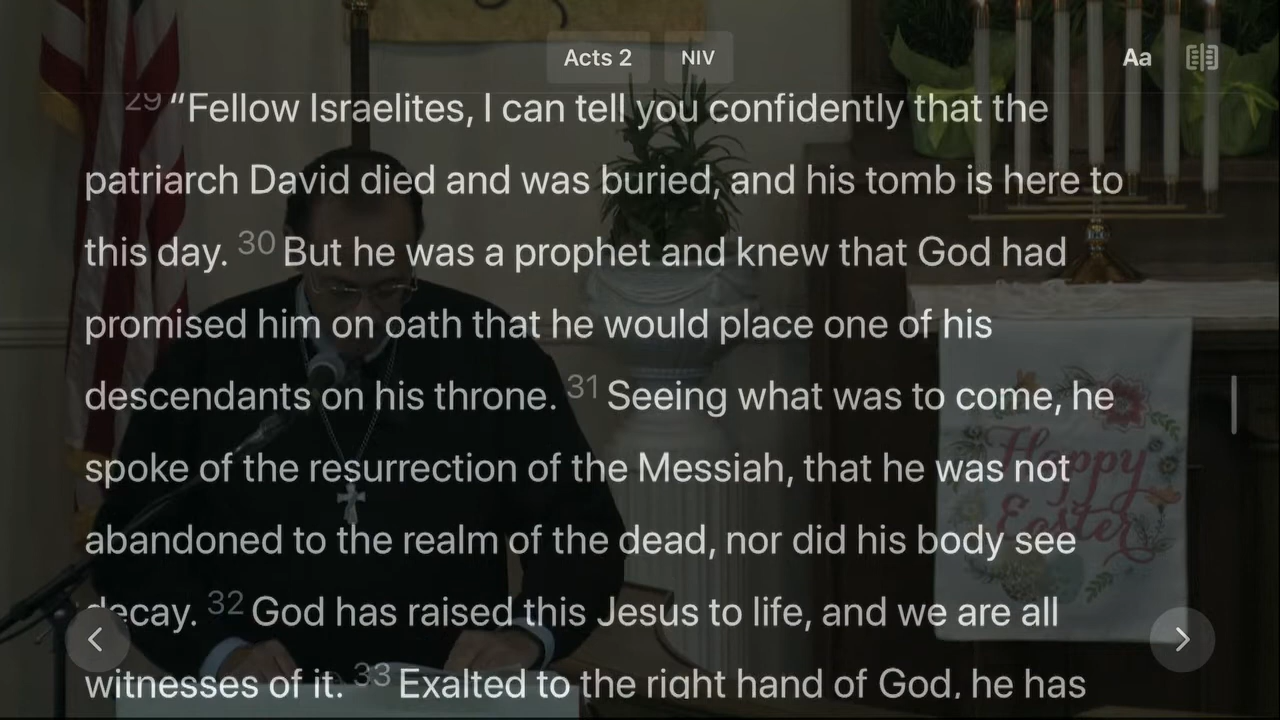 Acts 2 NIV Aa
29 “Fellow Israelites, I can tell you confidently that the
patriarch David died and was buried, and his tomb is here to
this day. 30 But he was a prophet and knew that God had
promised him on oath that he would place one of his
descendants on his throne. 31 Seeing what was to come, he
spoke of the resurrection of the Messiah, that he was not
abandoned to the realm of the dead, nor did his body see
decay. 32 God has raised this Jesus to life, and we are all
witnesses of it. 33 Exalted to the right hand of God, he has
Happy
Easter